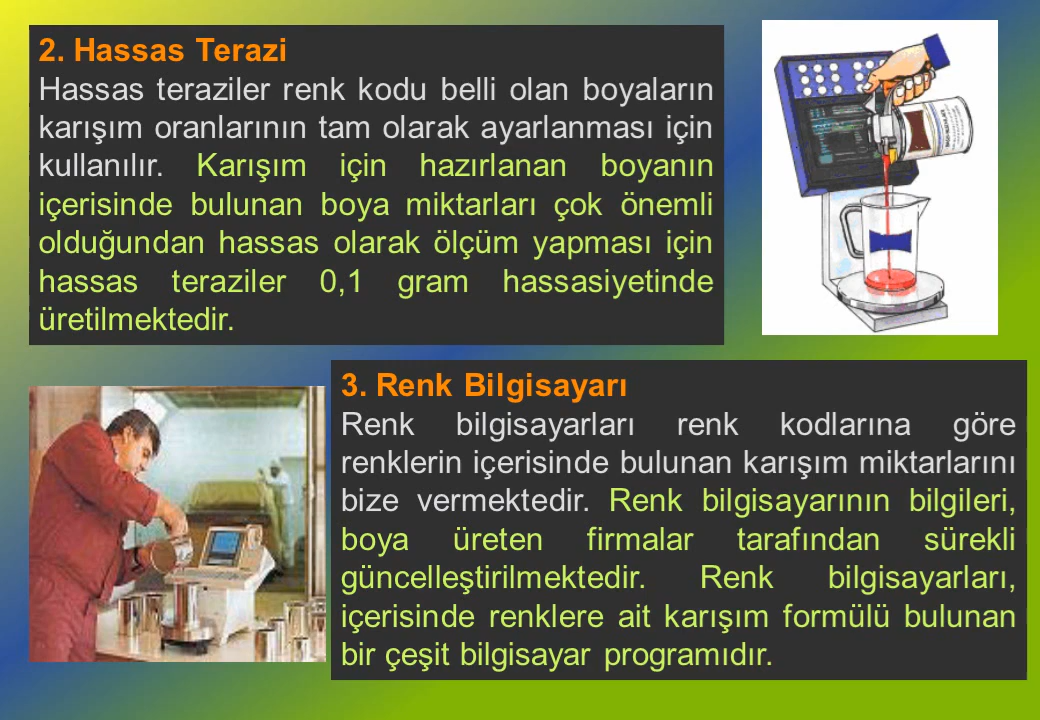 2. Hassas Terazi
Hassas teraziler renk kodu belli olan boyaların
karışım oranlarının tam olarak ayarlanması için
kullanılır. Karışım için hazırlanan boyanın
içerisinde bulunan boya miktarları çok önemli
olduğundan hassas olarak ölçüm yapması için
hassas teraziler 0,1 gram hassasiyetinde
üretilmektedir.
3. Renk Bilgisayarı
Renk bilgisayarları renk kodlarına göre
renklerin içerisinde bulunan karışım miktarlarını
bize vermektedir. Renk bilgisayarının bilgileri,
boya üreten firmalar tarafından sürekli
güncelleştirilmektedir. Renk bilgisayarları,
içerisinde renklere ait karışım formülü bulunan
bir çeşit bilgisayar programıdır.